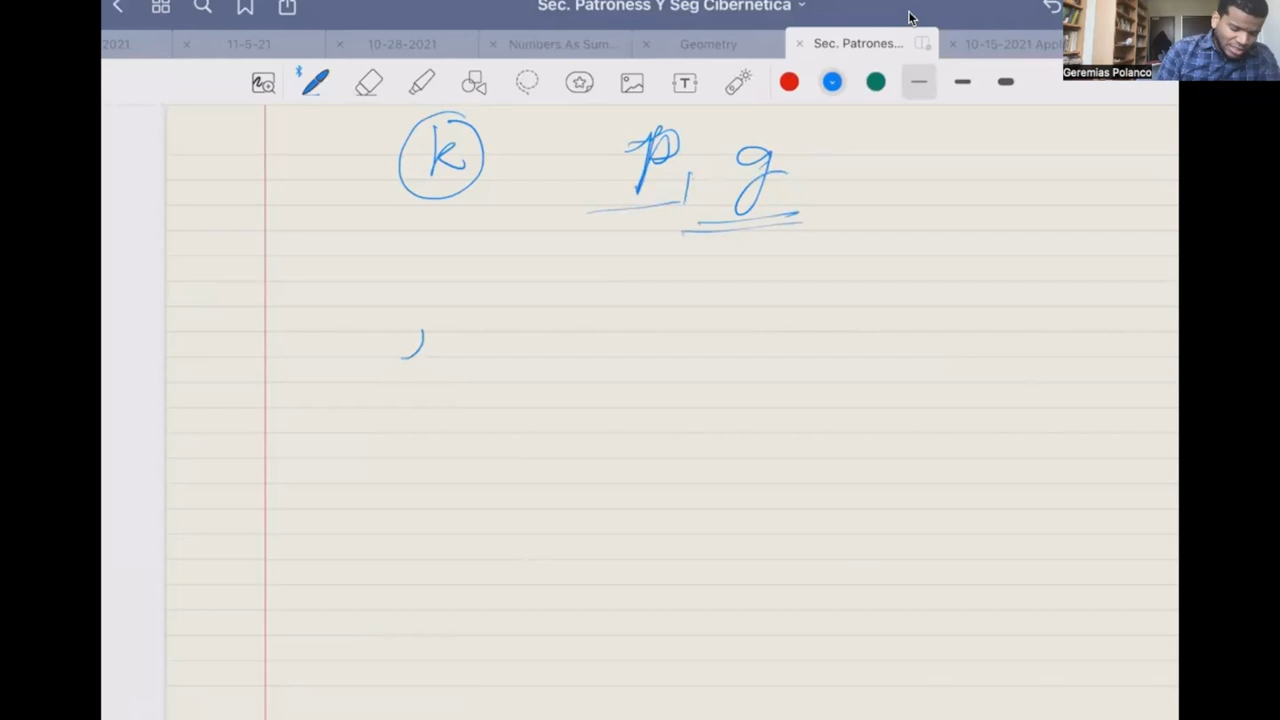 Sec. Patroness Y Seg Cibernetica
2021
11-5-21
10-28-2021
Numbers As Sum...
Geometry
Sec. Patrones...
10-15-2021 Appl
Geremias Polanco
T
k p, g